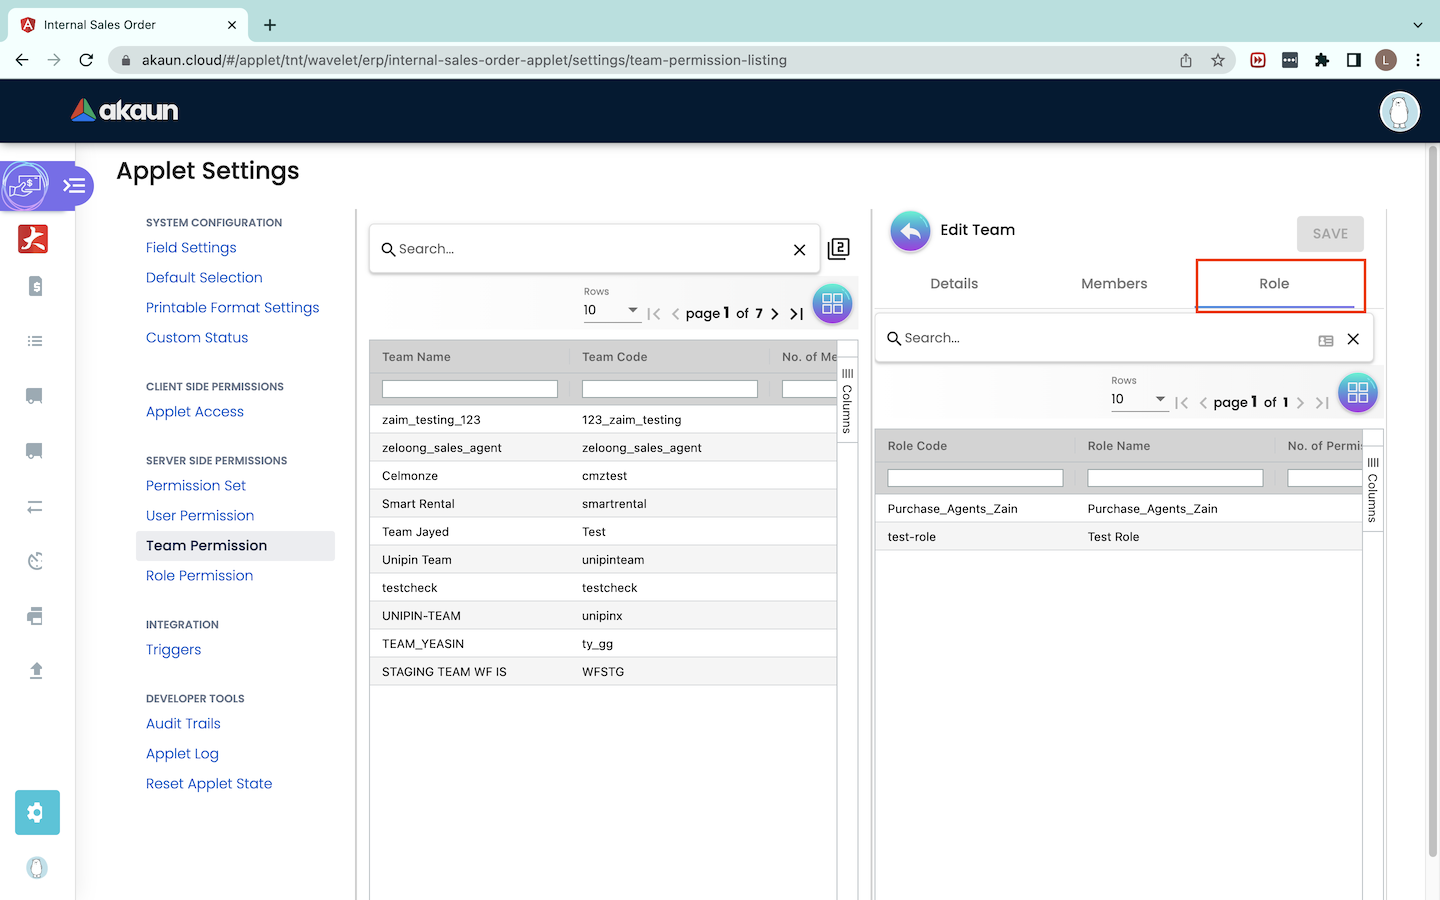 Internal Sales Order
akaun.cloud/#/applet/tnt/wavelet/erp/internal-sales-order-applet/settings/team-permission-listing
L
akaun
Applet Settings
SYSTEM CONFIGURATION
Field Settings
Default Selection
Printable Format Settings
Custom Status
CLIENT SIDE PERMISSIONS
Applet Access
SERVER SIDE PERMISSIONS
Permission Set
User Permission
Team Permission
Role Permission
INTEGRATION
Triggers
DEVELOPER TOOLS
Audit Trails
Applet Log
Reset Applet State
Search...
2
Rows
10
page 1 of 7
Team Name Team Code No. of Me
Columns
zaim_testing_123 123_zaim_testing
zeloong_sales_agent zeloong_sales_agent
Celmonze cmztest
Smart Rental smartrental
Team Jayed Test
Unipin Team unipinteam
testcheck testcheck
UNIPIN-TEAM unipinx
TEAM_YEASIN ty_gg
STAGING TEAM WF IS WFSTG
Edit Team
SAVE
Details Members Role
Search...
Rows
10
page 1 of 1
Role Code Role Name No. of Permis
Columns
Purchase_Agents_Zain Purchase_Agents_Zain
test-role Test Role